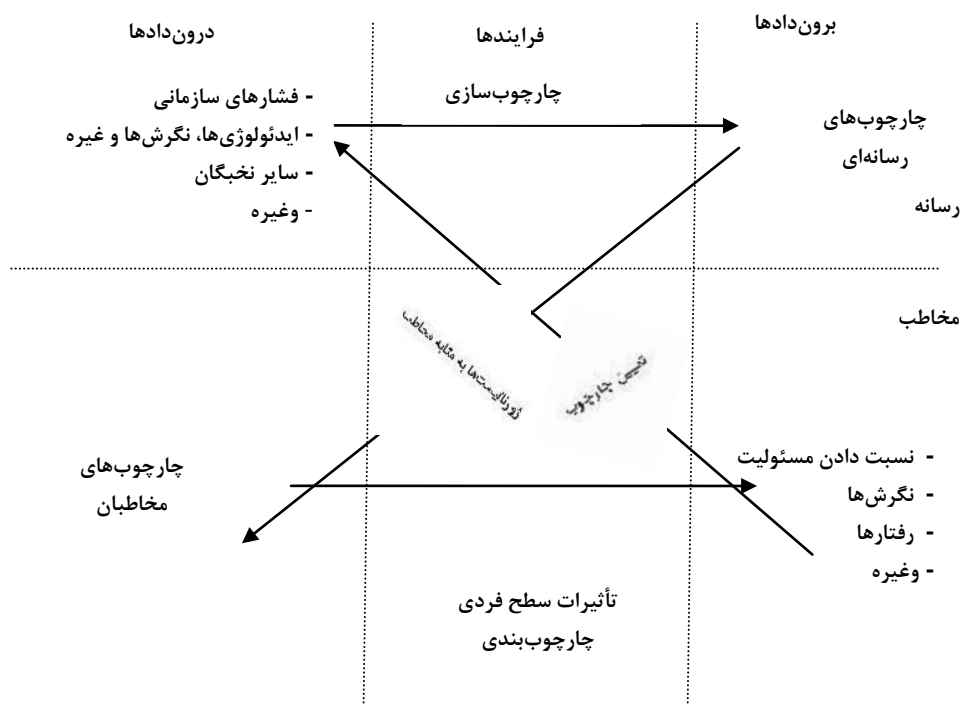 برون‌دادها
فرایندها
درون‌دادها
چارچوب‌سازی
- فشارهای سازمانی
- ایدئولوژی‌ها، نگرش‌ها و غیره
- سایر نخبگان
- وغیره
چارچوب‌های
رسانه‌ای
رسانه
مخاطب
ژورنالیست‌ها به مثابه مخاطب
تعیین چارچوب
- نسبت دادن مسئولیت
- نگرش‌ها
- رفتارها
- وغیره
چارچوب‌های
مخاطبان
تأثیرات سطح فردی
چارچوب‌بندی